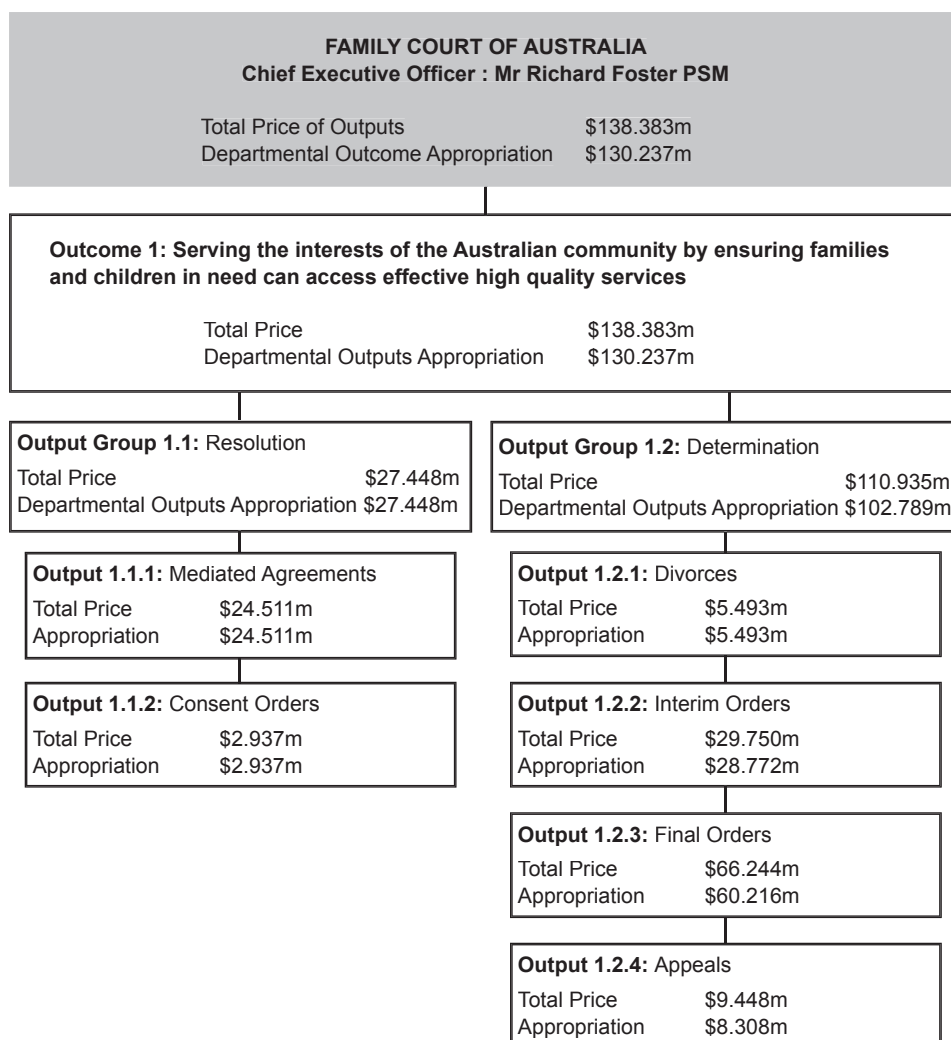 FAMILY COURT OF AUSTRALIA
Chief Executive Officer : Mr Richard Foster PSM
Total Price of Outputs $138.383m
Departmental Outcome Appropriation $130.237m
Outcome 1: Serving the interests of the Australian community by ensuring families
and children in need can access effective high quality services
Total Price $138.383m
Departmental Outputs Appropriation $130.237m
Output Group 1.1: Resolution
Total Price $27.448m
Departmental Outputs Appropriation $27.448m
Output 1.1.1: Mediated Agreements
Total Price $24.511m
Appropriation $24.511m
Output 1.1.2: Consent Orders
Total Price $2.937m
Appropriation $2.937m
Output Group 1.2: Determination
Total Price $110.935m
Departmental Outputs Appropriation $102.789m
Output 1.2.1: Divorces
Total Price $5.493m
Appropriation $5.493m
Output 1.2.2: Interim Orders
Total Price $29.750m
Appropriation $28.772m
Output 1.2.3: Final Orders
Total Price $66.244m
Appropriation $60.216m
Output 1.2.4: Appeals
Total Price $9.448m
Appropriation $8.308m